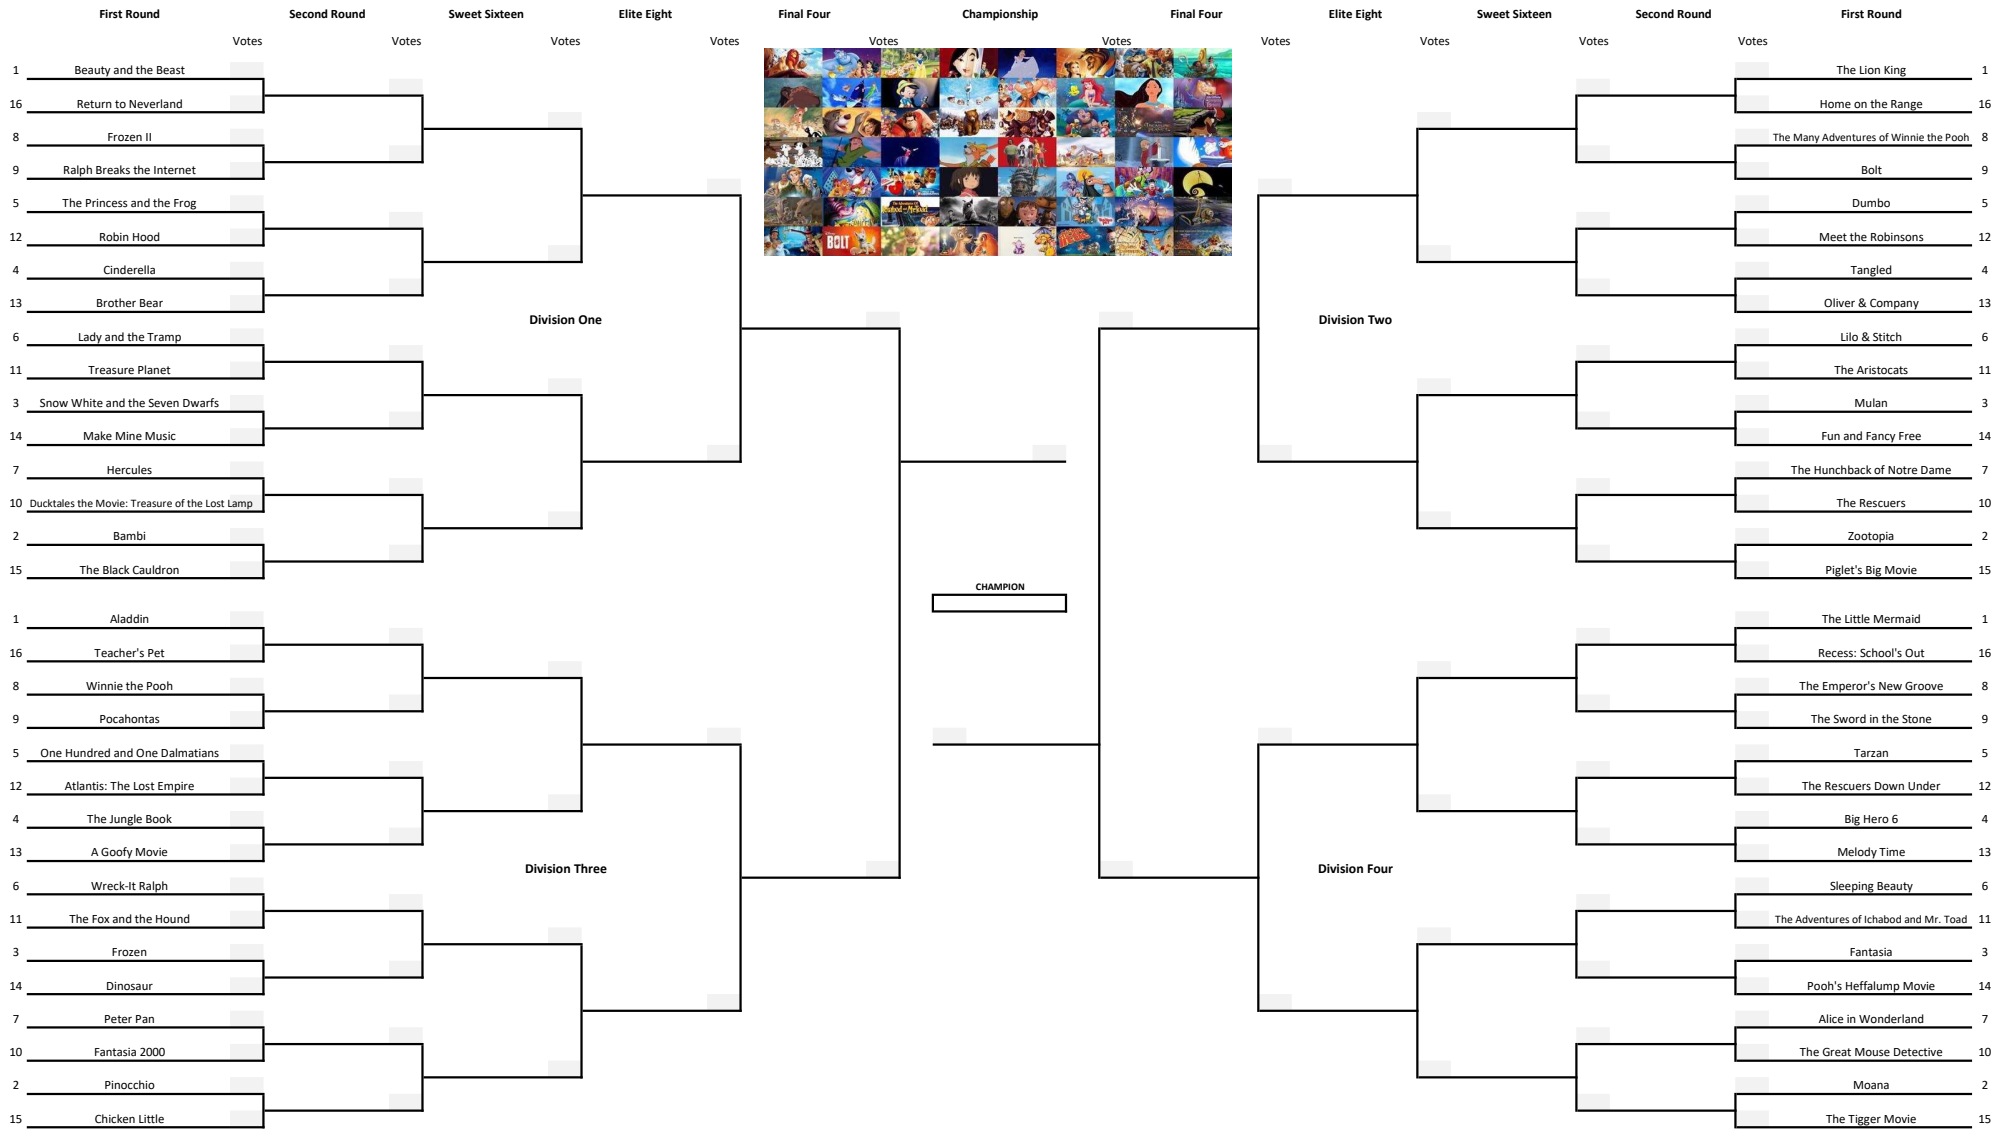 First Round Second Round Sweet Sixteen Elite Eight Final Four Championship Final Four Elite Eight Sweet Sixteen Second Round First Round
Votes Votes Votes Votes Votes Votes Votes Votes Votes Votes
1 Beauty and the Beast
16 Return to Neverland
8 Frozen II
9 Ralph Breaks the Internet
5 The Princess and the Frog
12 Robin Hood
4 Cinderella
13 Brother Bear
Division One
6 Lady and the Tramp
11 Treasure Planet
3 Snow White and the Seven Dwarfs
14 Make Mine Music
7 Hercules
10 Ducktales the Movie: Treasure of the Lost Lamp
2 Bambi
15 The Black Cauldron
1 Aladdin
16 Teacher's Pet
8 Winnie the Pooh
9 Pocahontas
5 One Hundred and One Dalmatians
12 Atlantis: The Lost Empire
4 The Jungle Book
13 A Goofy Movie
Division Three
6 Wreck-It Ralph
11 The Fox and the Hound
3 Frozen
14 Dinosaur
7 Peter Pan
10 Fantasia 2000
2 Pinocchio
15 Chicken Little
BOLT
CHAMPION
The Lion King 1
Home on the Range 16
The Many Adventures of Winnie the Pooh 8
Bolt 9
Dumbo 5
Meet the Robinsons 12
Tangled 4
Oliver & Company 13
Division Two
Lilo & Stitch 6
The Aristocats 11
Mulan 3
Fun and Fancy Free 14
The Hunchback of Notre Dame 7
The Rescuers 10
Zootopia 2
Piglet's Big Movie 15
The Little Mermaid 1
Recess: School's Out 16
The Emperor's New Groove 8
The Sword in the Stone 9
Tarzan 5
The Rescuers Down Under 12
Big Hero 6 4
Melody Time 13
Division Four
Sleeping Beauty 6
The Adventures of Ichabod and Mr. Toad 11
Fantasia 3
Pooh's Heffalump Movie 14
Alice in Wonderland 7
The Great Mouse Detective 10
Moana 2
The Tigger Movie 15